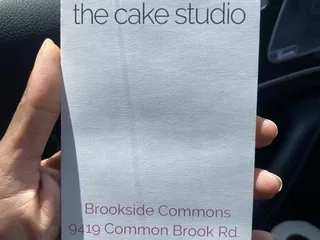 the cake studio
Brookside Commons
9419 Common Brook Rd.